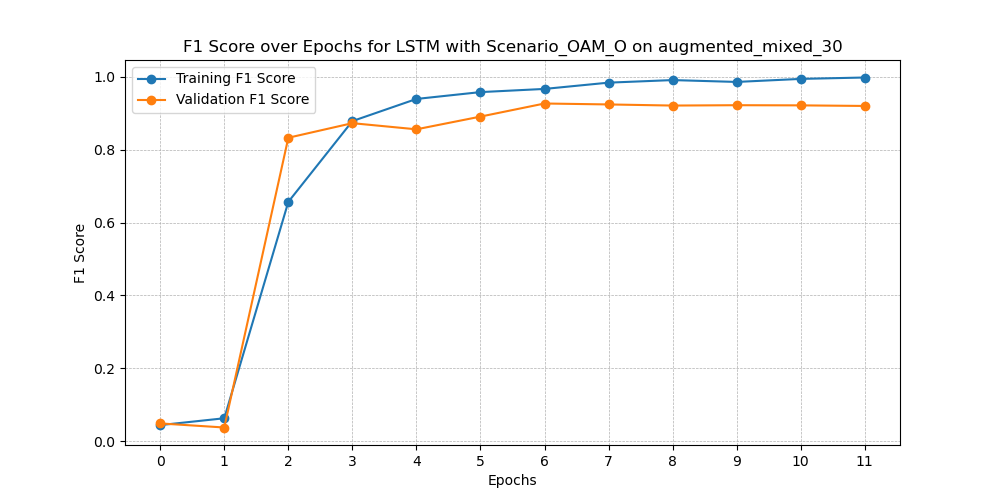 F1 Score over Epochs for LSTM with Scenario_OAM_O on augmented_mixed_30
Training F1 Score
Validation F1 Score
F1 Score
1.0
0.8
0.6
0.4
0.2
0.0
0 1 2 3 4 5 6 7 8 9 10 11
Epochs